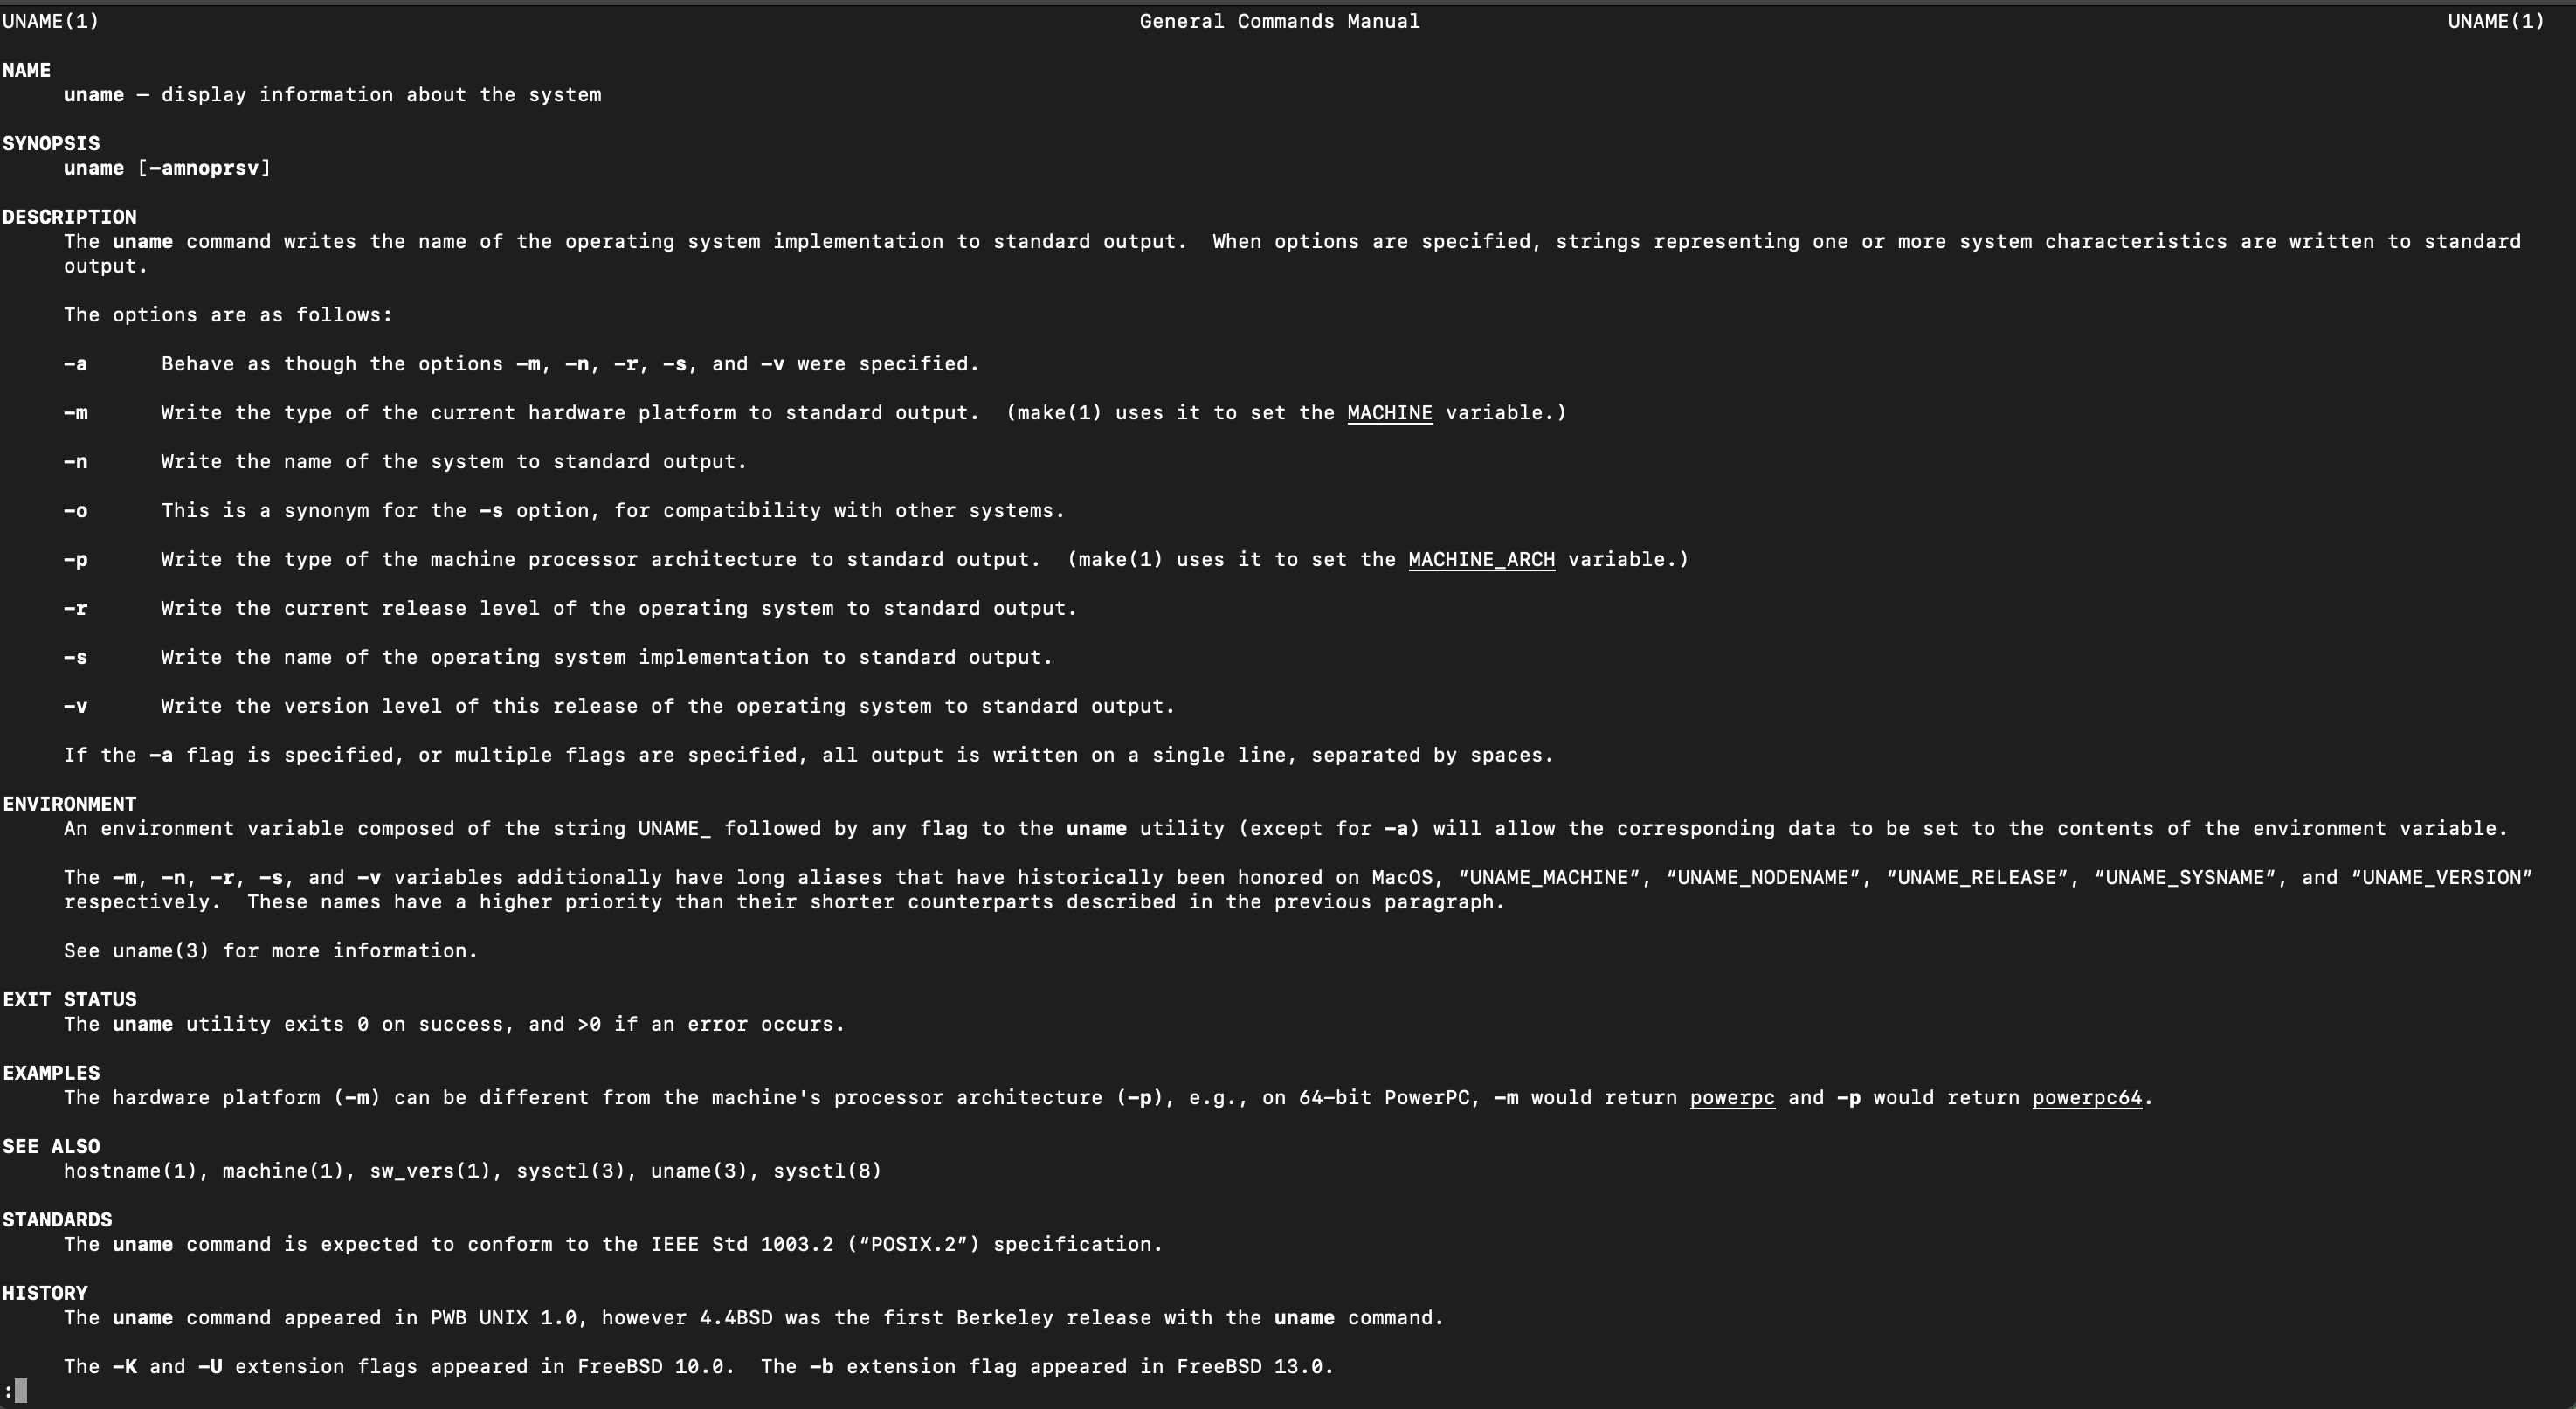 UNAME(1) General Commands Manual UNAME(1)
NAME
uname — display information about the system
SYNOPSIS
uname [-amnoprsv]
DESCRIPTION
The uname command writes the name of the operating system implementation to standard output.  When options are specified, strings representing one or more system characteristics are written to standard
output.
The options are as follows:
-a      Behave as though the options -m, -n, -r, -s, and -v were specified.
-m      Write the type of the current hardware platform to standard output.  (make(1) uses it to set the MACHINE variable.)
-n      Write the name of the system to standard output.
-o      This is a synonym for the -s option, for compatibility with other systems.
-p      Write the type of the machine processor architecture to standard output.  (make(1) uses it to set the MACHINE_ARCH variable.)
-r      Write the current release level of the operating system to standard output.
-s      Write the name of the operating system implementation to standard output.
-v      Write the version level of this release of the operating system to standard output.
If the -a flag is specified, or multiple flags are specified, all output is written on a single line, separated by spaces.
ENVIRONMENT
An environment variable composed of the string UNAME_ followed by any flag to the uname utility (except for -a) will allow the corresponding data to be set to the contents of the environment variable.
The -m, -n, -r, -s, and -v variables additionally have long aliases that have historically been honored on MacOS, “UNAME_MACHINE”, “UNAME_NODENAME”, “UNAME_RELEASE”, “UNAME_SYSNAME”, and “UNAME_VERSION”
respectively.  These names have a higher priority than their shorter counterparts described in the previous paragraph.
See uname(3) for more information.
EXIT STATUS
The uname utility exits 0 on success, and >0 if an error occurs.
EXAMPLES
The hardware platform (-m) can be different from the machine's processor architecture (-p), e.g., on 64-bit PowerPC, -m would return powerpc and -p would return powerpc64.
SEE ALSO
hostname(1), machine(1), sw_vers(1), sysctl(3), uname(3), sysctl(8)
STANDARDS
The uname command is expected to conform to the IEEE Std 1003.2 (“POSIX.2”) specification.
HISTORY
The uname command appeared in PWB UNIX 1.0, however 4.4BSD was the first Berkeley release with the uname command.
The -K and -U extension flags appeared in FreeBSD 10.0.  The -b extension flag appeared in FreeBSD 13.0.
: